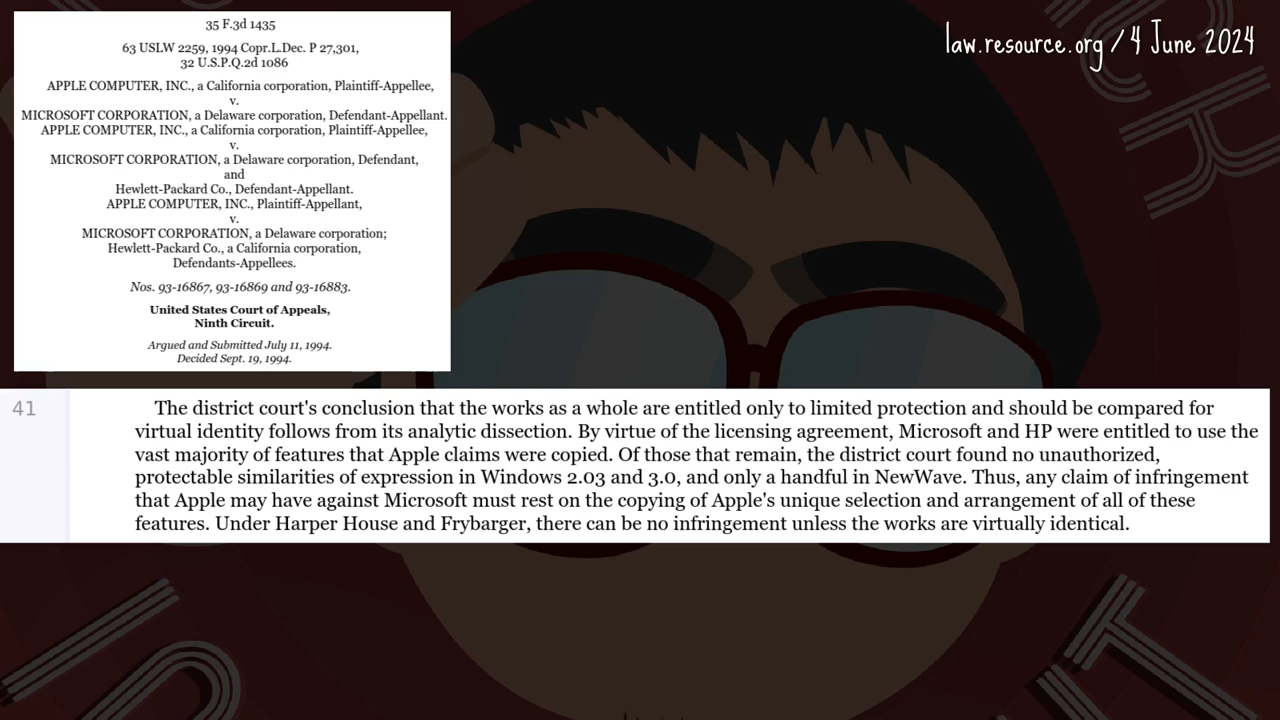 35 F.3d 1435
63 USLW 2259, 1994 Copr.L.Dec. P 27,301,
32 U.S.P.Q.2d 1086
APPLE COMPUTER, INC., a California corporation, Plaintiff-Appellee,
v.
MICROSOFT CORPORATION, a Delaware corporation, Defendant-Appellant.
APPLE COMPUTER, INC., a California corporation, Plaintiff-Appellee,
v.
MICROSOFT CORPORATION, a Delaware corporation, Defendant,
and
Hewlett-Packard Co., Defendant-Appellant.
APPLE COMPUTER, INC., Plaintiff-Appellant,
v.
MICROSOFT CORPORATION, a Delaware corporation;
Hewlett-Packard Co., a California corporation,
Defendants-Appellees.
Nos. 93-16867, 93-16869 and 93-16883.
United States Court of Appeals,
Ninth Circuit.
Argued and Submitted July 11, 1994.
Decided Sept. 19, 1994.
law.resource.org / 4 June 2024
41
The district court's conclusion that the works as a whole are entitled only to limited protection and should be compared for
virtual identity follows from its analytic dissection. By virtue of the licensing agreement, Microsoft and HP were entitled to use the
vast majority of features that Apple claims were copied. Of those that remain, the district court found no unauthorized,
protectable similarities of expression in Windows 2.03 and 3.0, and only a handful in NewWave. Thus, any claim of infringement
that Apple may have against Microsoft must rest on the copying of Apple's unique selection and arrangement of all of these
features. Under Harper House and Frybarger, there can be no infringement unless the works are virtually identical.